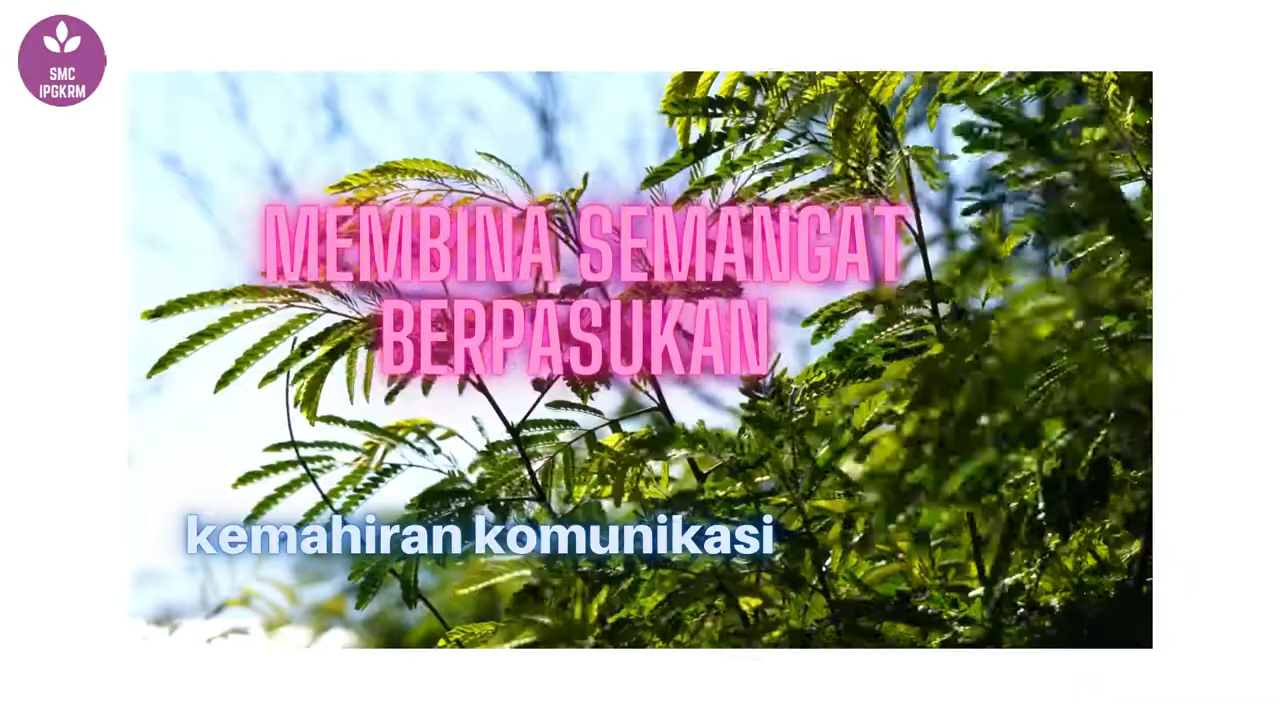 SMC
IPGKRM
MEMBINA SEMANGAT
BERPASUKAN
kemahiran komunikasi